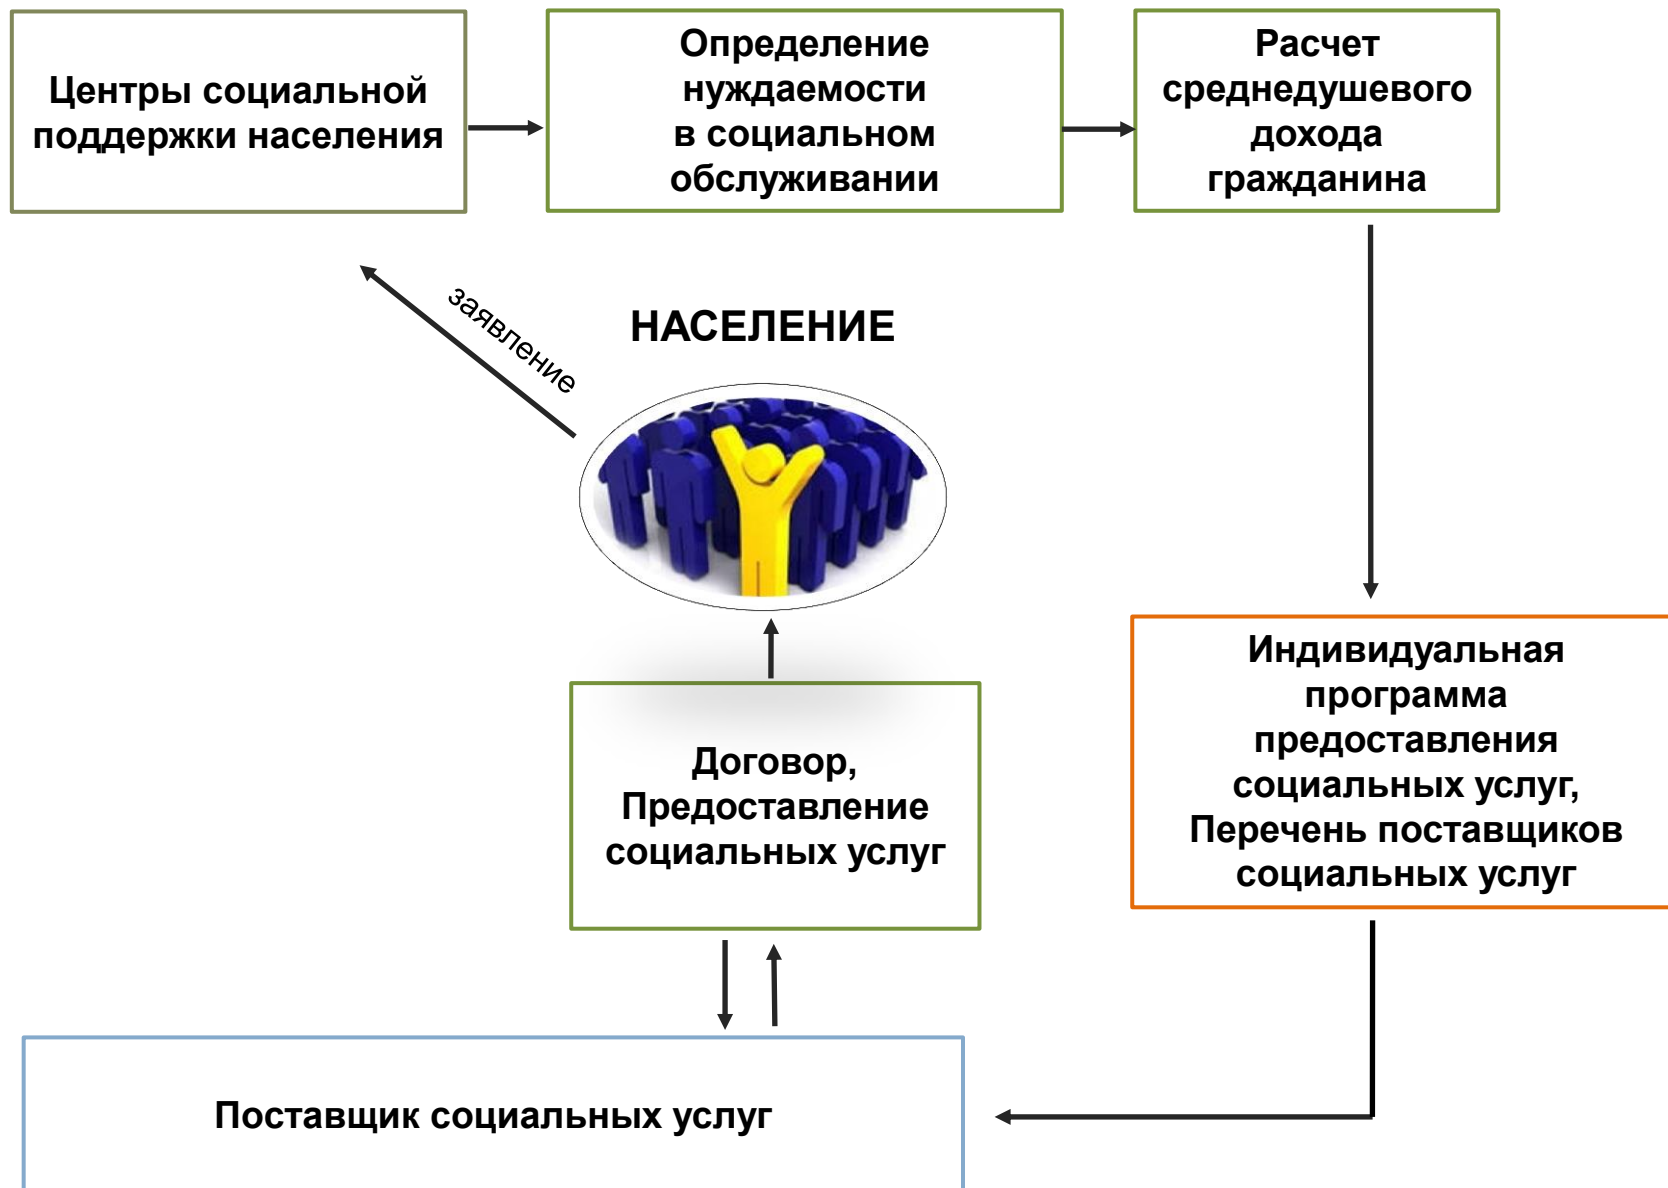 Центры социальной
поддержки населения
Определение
нуждаемости
в социальном
обслуживании
Расчет
среднедушевого
дохода
гражданина
заявление
НАСЕЛЕНИЕ
Индивидуальная
программа
предоставления
социальных услуг,
Перечень поставщиков
социальных услуг
Договор,
Предоставление
социальных услуг
Поставщик социальных услуг